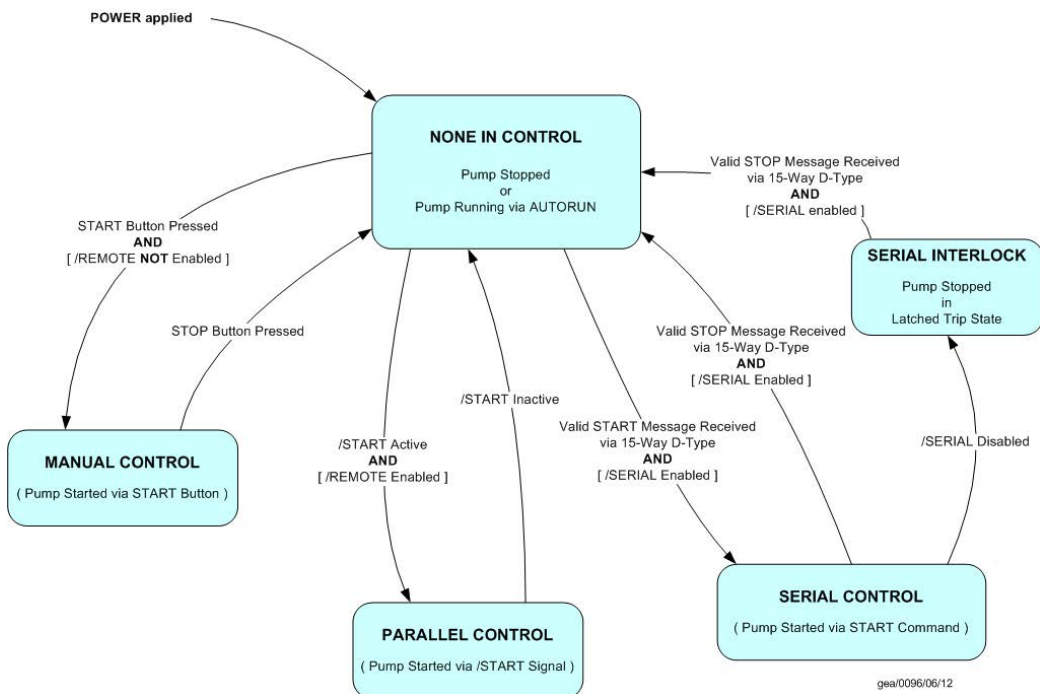 POWER applied
NONE IN CONTROL
Pump Stopped
or
Pump Running via AUTORUN
Valid STOP Message Received
via 15-Way D-Type
AND
[ /SERIAL enabled ]
START Button Pressed
AND
[ /REMOTE NOT Enabled ]
SERIAL INTERLOCK
Pump Stopped
in
Latched Trip State
STOP Button Pressed
Valid STOP Message Received
via 15-Way D-Type
AND
[ /SERIAL Enabled ]
/START Inactive
/START Active
AND
[ /REMOTE Enabled ]
Valid START Message Received
via 15-Way D-Type
AND
[ /SERIAL Enabled ]
/SERIAL Disabled
MANUAL CONTROL
( Pump Started via START Button )
PARALLEL CONTROL
( Pump Started via /START Signal )
SERIAL CONTROL
( Pump Started via START Command )
gea/0096/06/12